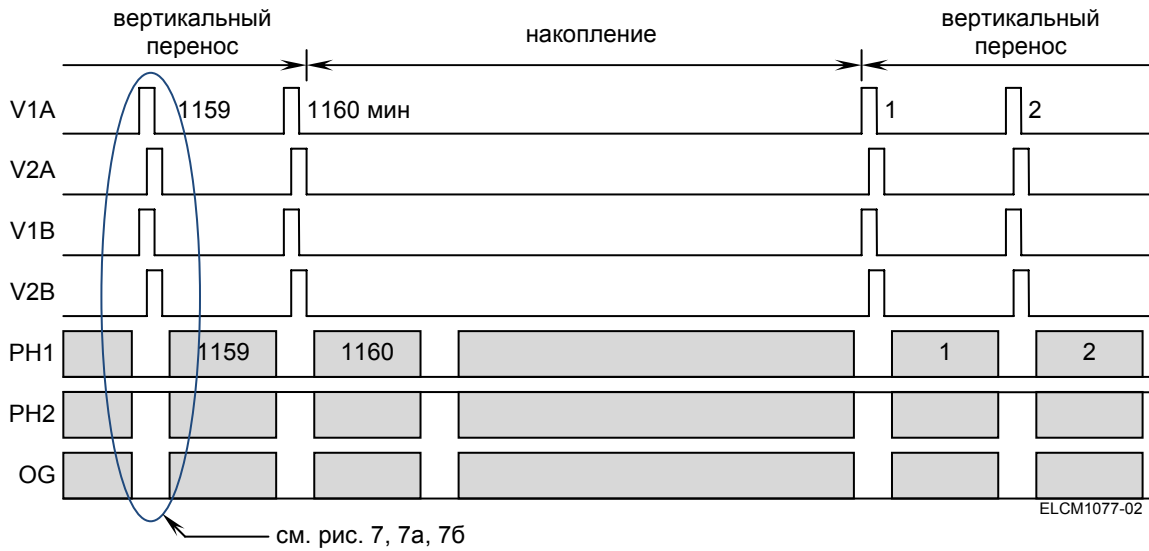 вертикальный
перенос
накопление
вертикальный
перенос
V1A 1159 1160 мин 1 2
V2A
V1B
V2B
PH1 1159 1160 1 2
PH2
OG
ELCM1077-02
см. рис. 7, 7а, 7б